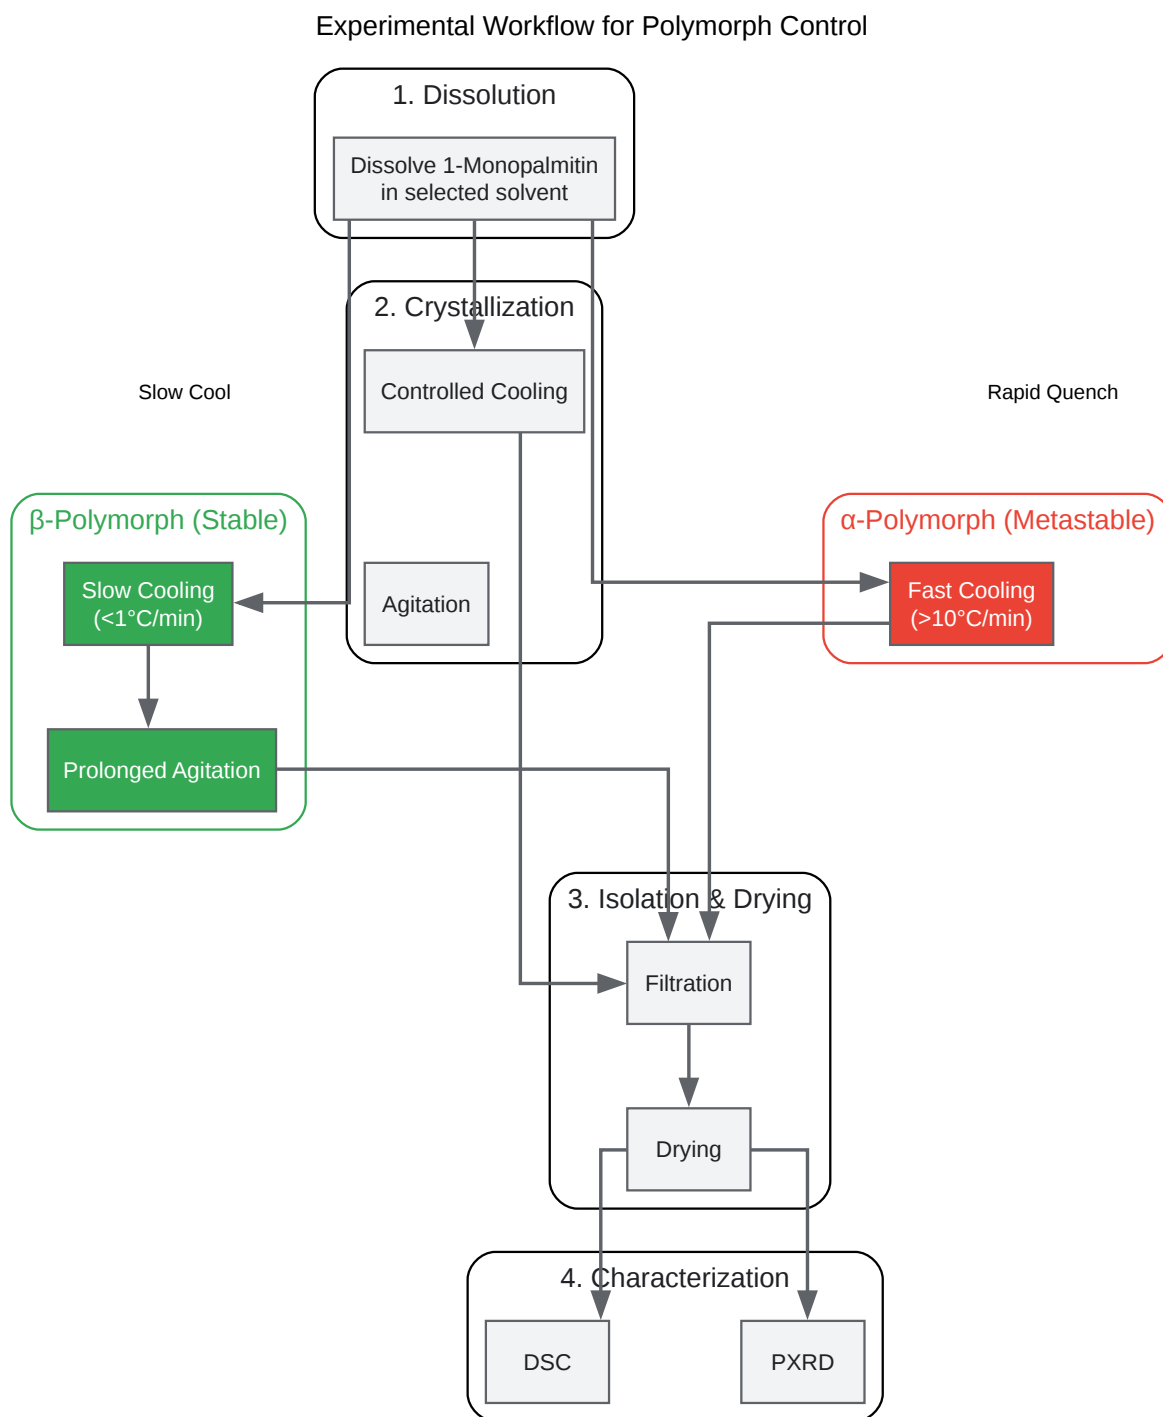 Experimental Workflow for Polymorph Control
1. Dissolution
Dissolve 1-Monopalmitin
in selected solvent
2. Crystallization
Controlled Cooling
Slow Cool
Rapid Quench
β-Polymorph (Stable)
α-Polymorph (Metastable)
Slow Cooling
(<1°C/min)
Agitation
Fast Cooling
(>10°C/min)
Prolonged Agitation
3. Isolation & Drying
Filtration
Drying
4. Characterization
DSC
PXRD